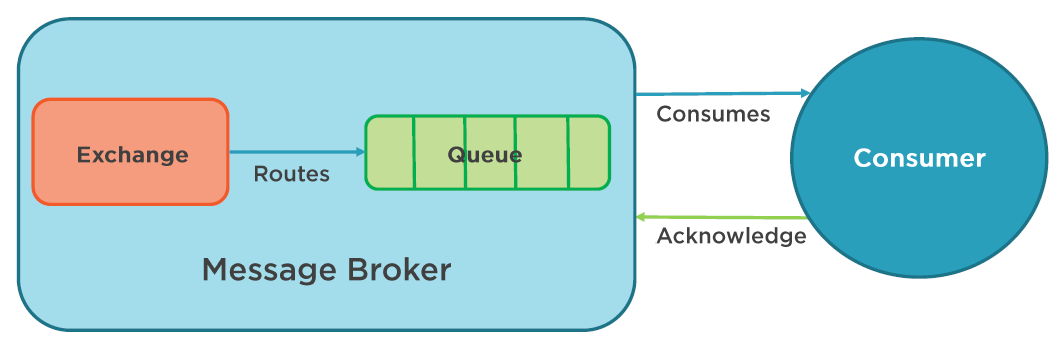 Exchange
Routes
Queue
Message Broker
Consumes
Acknowledge
Consumer